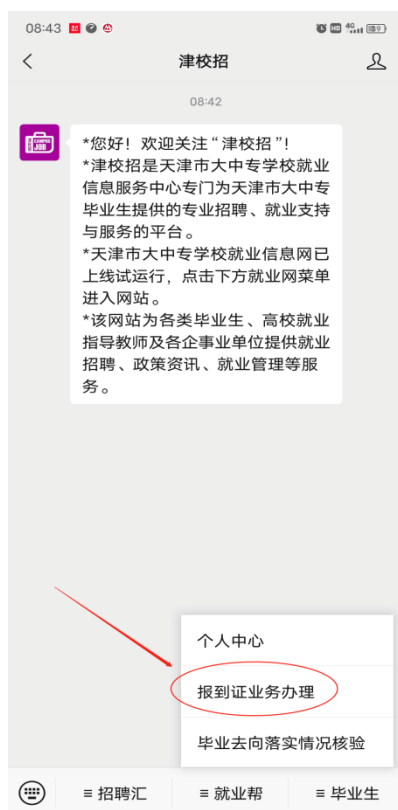 08:43
津校招
08:42
*您好！欢迎关注“津校招”!
*津校招是天津市大中专学校就业
信息服务中心专门为天津市大中专
毕业生提供的专业招聘、就业支持
与服务的平台。
*天津市大中专学校就业信息网已
上线试运行，点击下方就业网菜单
进入网站。
*该网站为各类毕业生、高校就业
指导教师及各企事业单位提供就业
招聘、政策资讯、就业管理等服
务。
个人中心
报到证业务办理
毕业去向落实情况核验
≡ 招聘汇
≡ 就业帮
≡ 毕业生